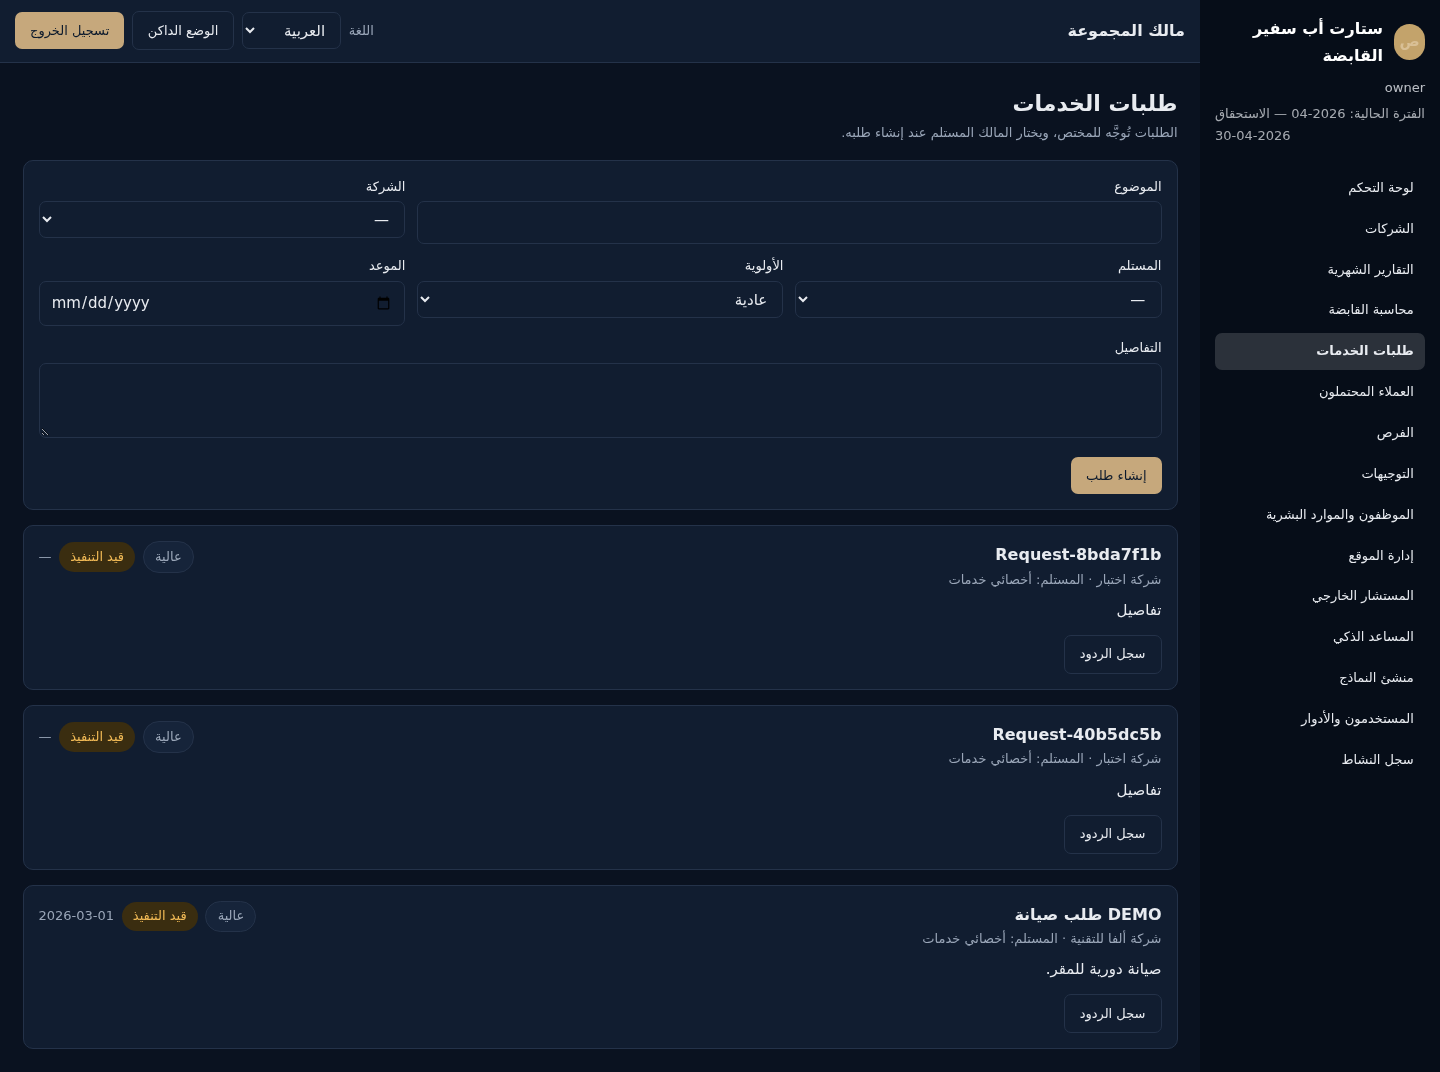 ص
ستارت أب سفير
القابضة
owner
الفترة الحالية: 2026-04 — الاستحقاق
30-04-2026
لوحة التحكم
الشركات
التقارير الشهرية
محاسبة القابضة
طلبات الخدمات
العملاء المحتملون
الفرص
التوجيهات
الموظفون والموارد البشرية
إدارة الموقع
المستشار الخارجي
المساعد الذكي
منشئ النماذج
المستخدمون والأدوار
سجل النشاط
مالك المجموعة
اللغة
العربية
الوضع الداكن
تسجيل الخروج
طلبات الخدمات
الطلبات تُوجَّه للمختص، ويختار المالك المستلم عند إنشاء طلبه.
الموضوع
الشركة
—
المستلم
الأولوية
الموعد
—
عادية
mm/dd/yyyy
التفاصيل
إنشاء طلب
Request-8bda7f1b
عالية
قيد التنفيذ
—
شركة اختبار · المستلم: أخصائي خدمات
تفاصيل
سجل الردود
Request-40b5dc5b
عالية
قيد التنفيذ
—
شركة اختبار · المستلم: أخصائي خدمات
تفاصيل
سجل الردود
DEMO طلب صيانة
عالية
قيد التنفيذ
2026-03-01
شركة ألفا للتقنية · المستلم: أخصائي خدمات
صيانة دورية للمقر.
سجل الردود